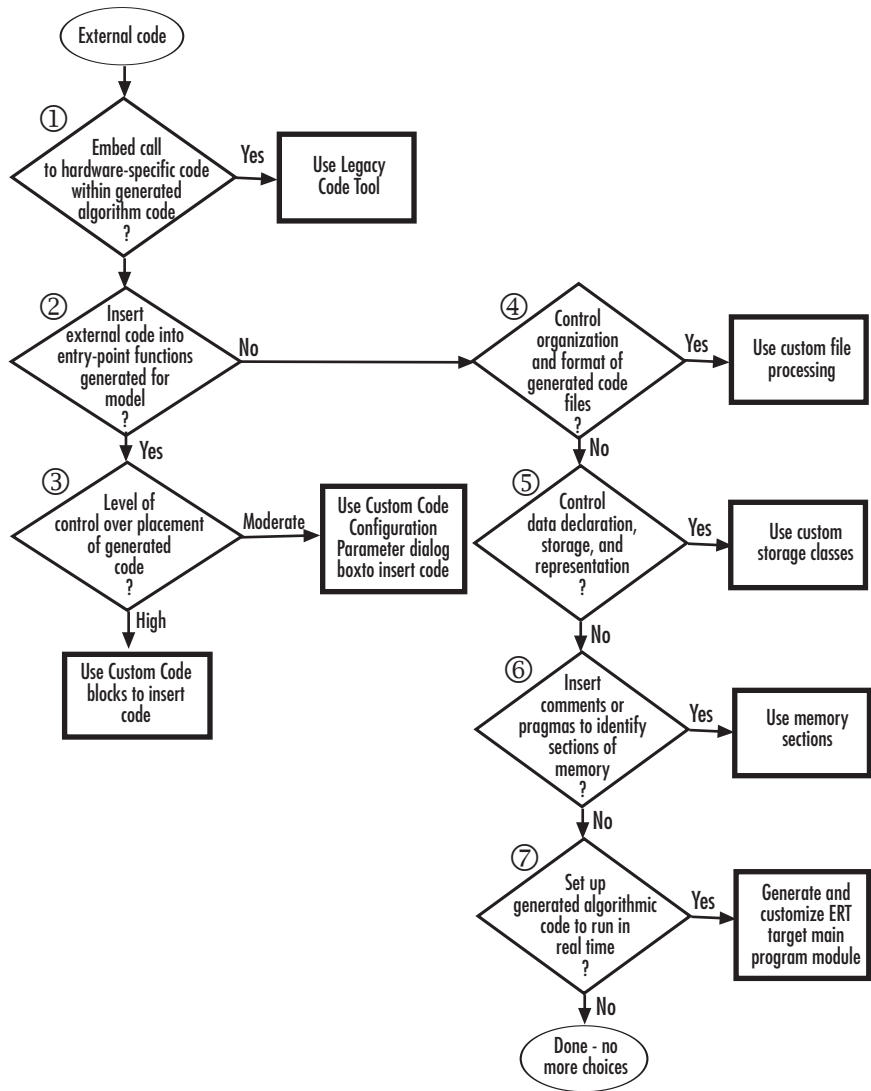 External code
①
Embed call
to hardware-specific code
within generated
algorithm code
?
Yes
Use Legacy
Code Tool
②
Insert
external code into
entry-point functions
generated for
model
?
No
Yes
③
Level of
control over placement
of generated
code
?
Moderate
Use Custom Code
Configuration
Parameter dialog
boxto insert code
High
Use Custom Code
blocks to insert
code
④
Control
organization
and format of
generated code
files
?
Yes
Use custom file
processing
No
⑤
Control
data declaration,
storage, and
representation
?
Yes
Use custom
storage classes
No
⑥
Insert
comments or
pragmas to identify
sections of
memory
?
Yes
Use memory
sections
No
⑦
Set up
generated algorithmic
code to run in
real time
?
Yes
Generate and
customize ERT
target main
program module
No
Done - no
more choices